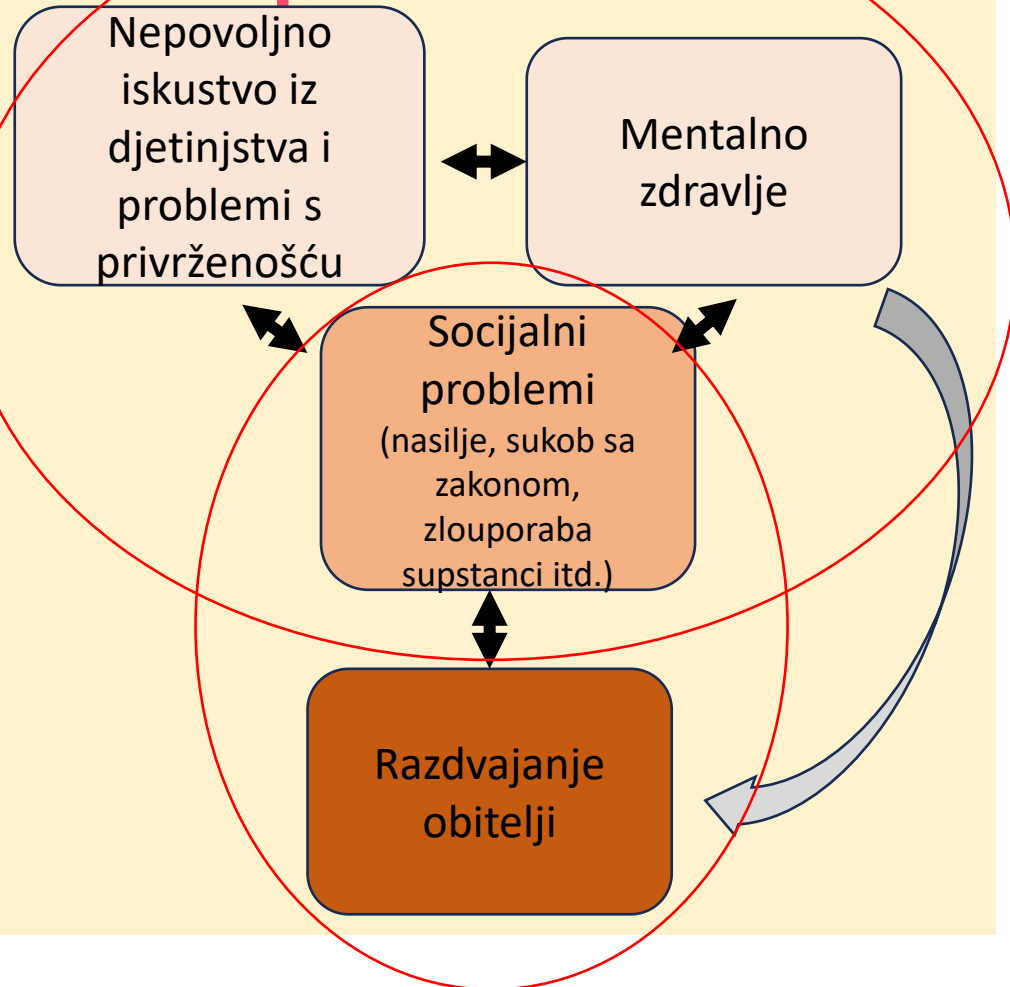 Nepovoljno
iskustvo iz
djetinjstva i
problemi s
privrženošću
Mentalno
zdravlje
Socijalni
problemi
(nasilje, sukob sa
zakonom,
zlouporaba
supstanci itd.)
Razdvajanje
obitelji